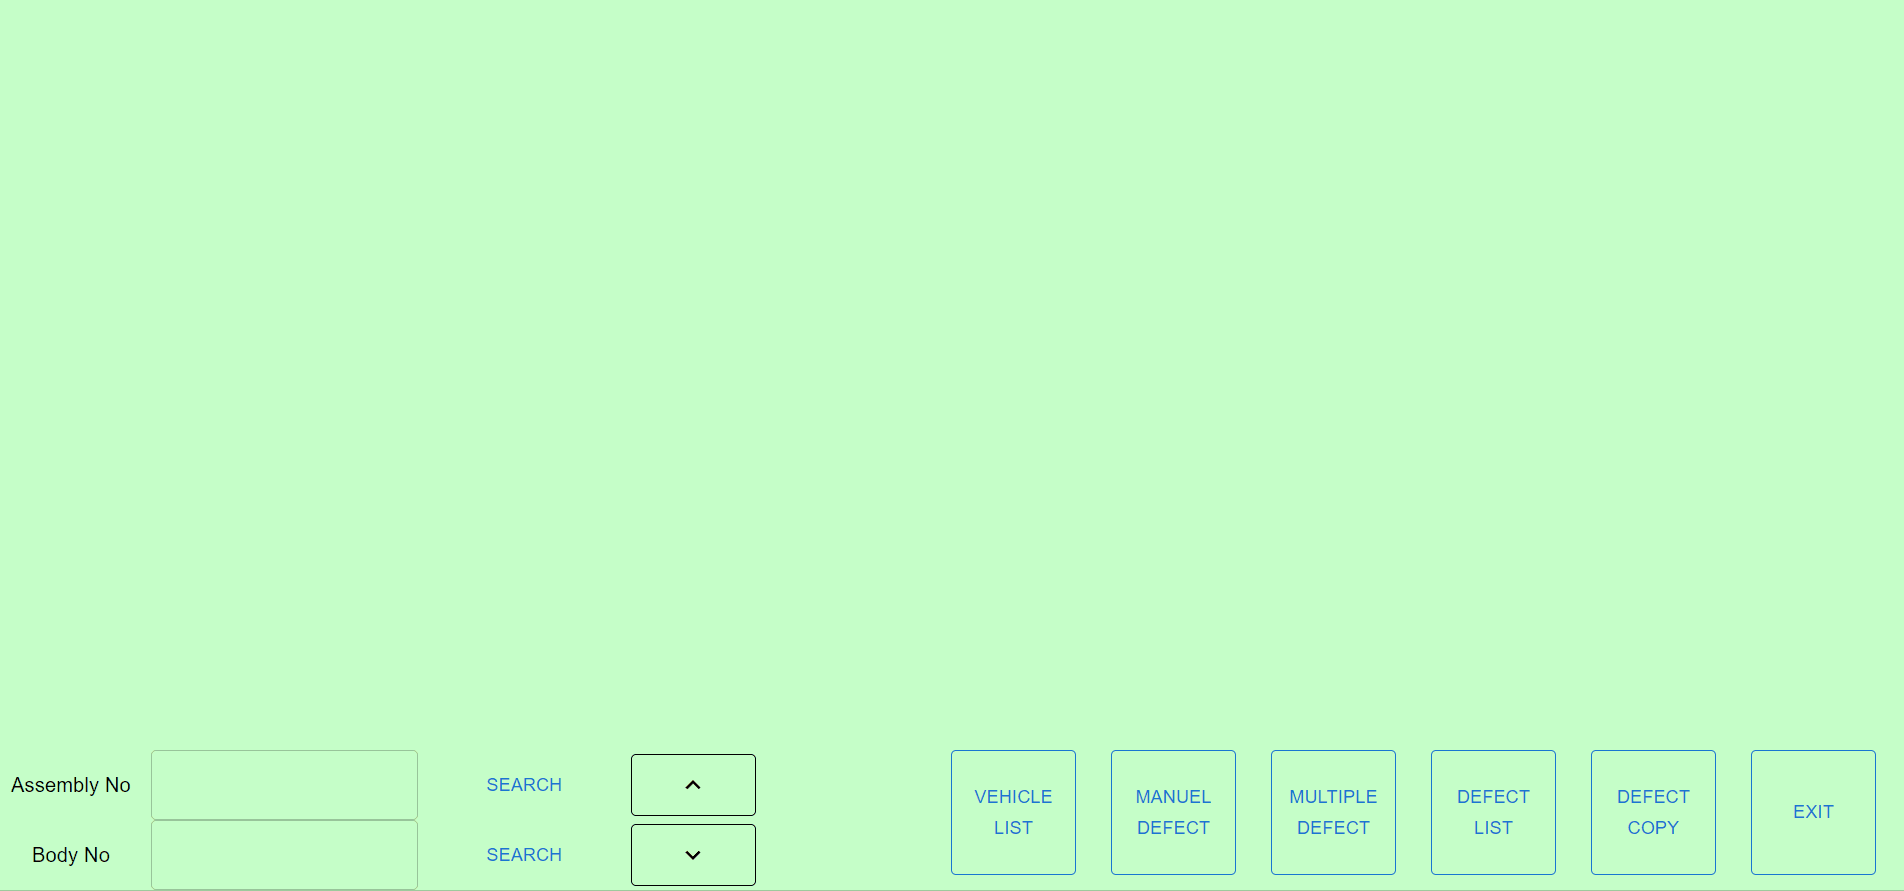 Assembly No
SEARCH
Body No
SEARCH
VEHICLE
LIST
MANUEL
DEFECT
MULTIPLE
DEFECT
DEFECT
LIST
DEFECT
COPY
EXIT